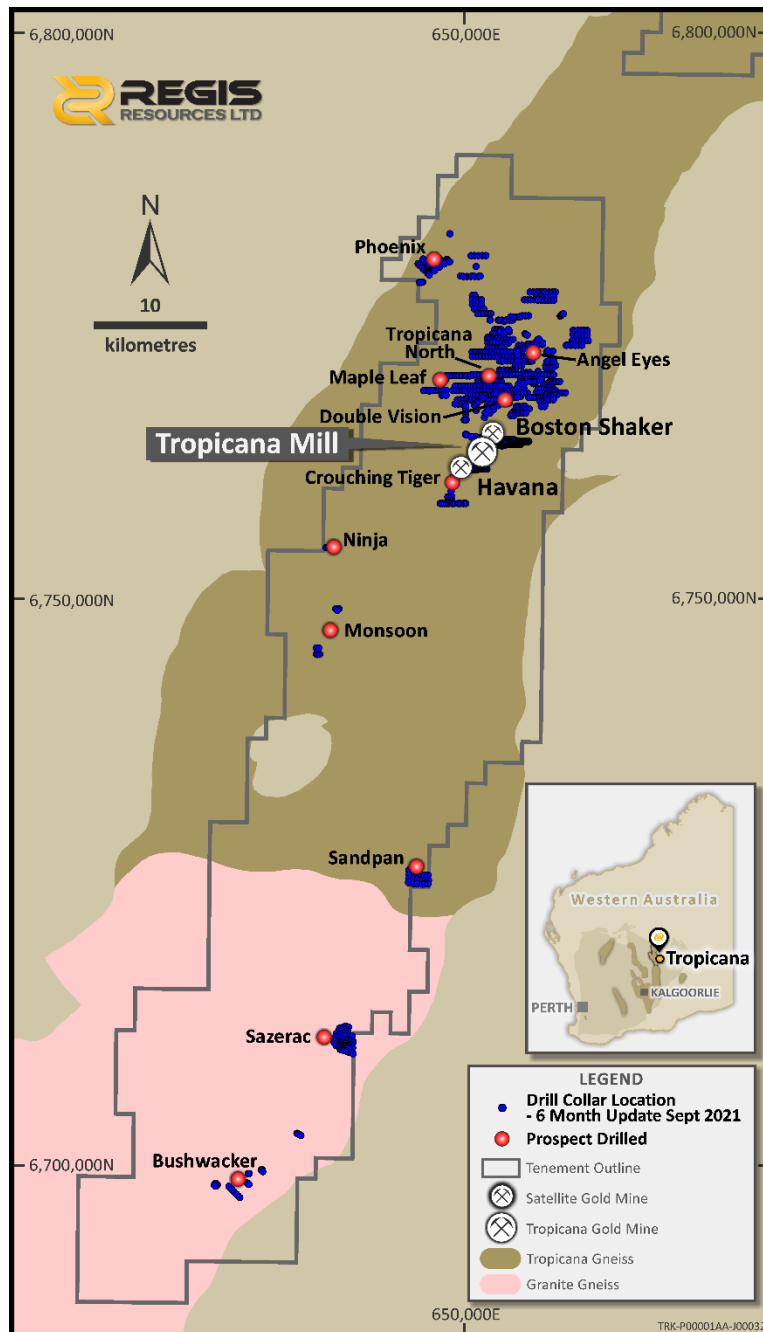 6,800,000N
650,000E
6,800,000N
REGIS
RESOURCES LTD
N
10
kilometres
Phoenix
Tropicana
North
Angel Eyes
Maple Leaf
Double Vision
Boston Shaker
Tropicana Mill
Crouching Tiger
Havana
Ninja
6,750,000N
6,750,000N
Monsoon
Sandpan
Western Australia
Tropicana
KALGOORLIE
PERTH
Sazerac
LEGEND
Drill Collar Location
- 6 Month Update Sept 2021
Prospect Drilled
Bushwacker
6,700,000N
Tenement Outline
Satellite Gold Mine
Tropicana Gold Mine
Tropicana Gneiss
Granite Gneiss
650,000E
TRK-P00001AA-J00032